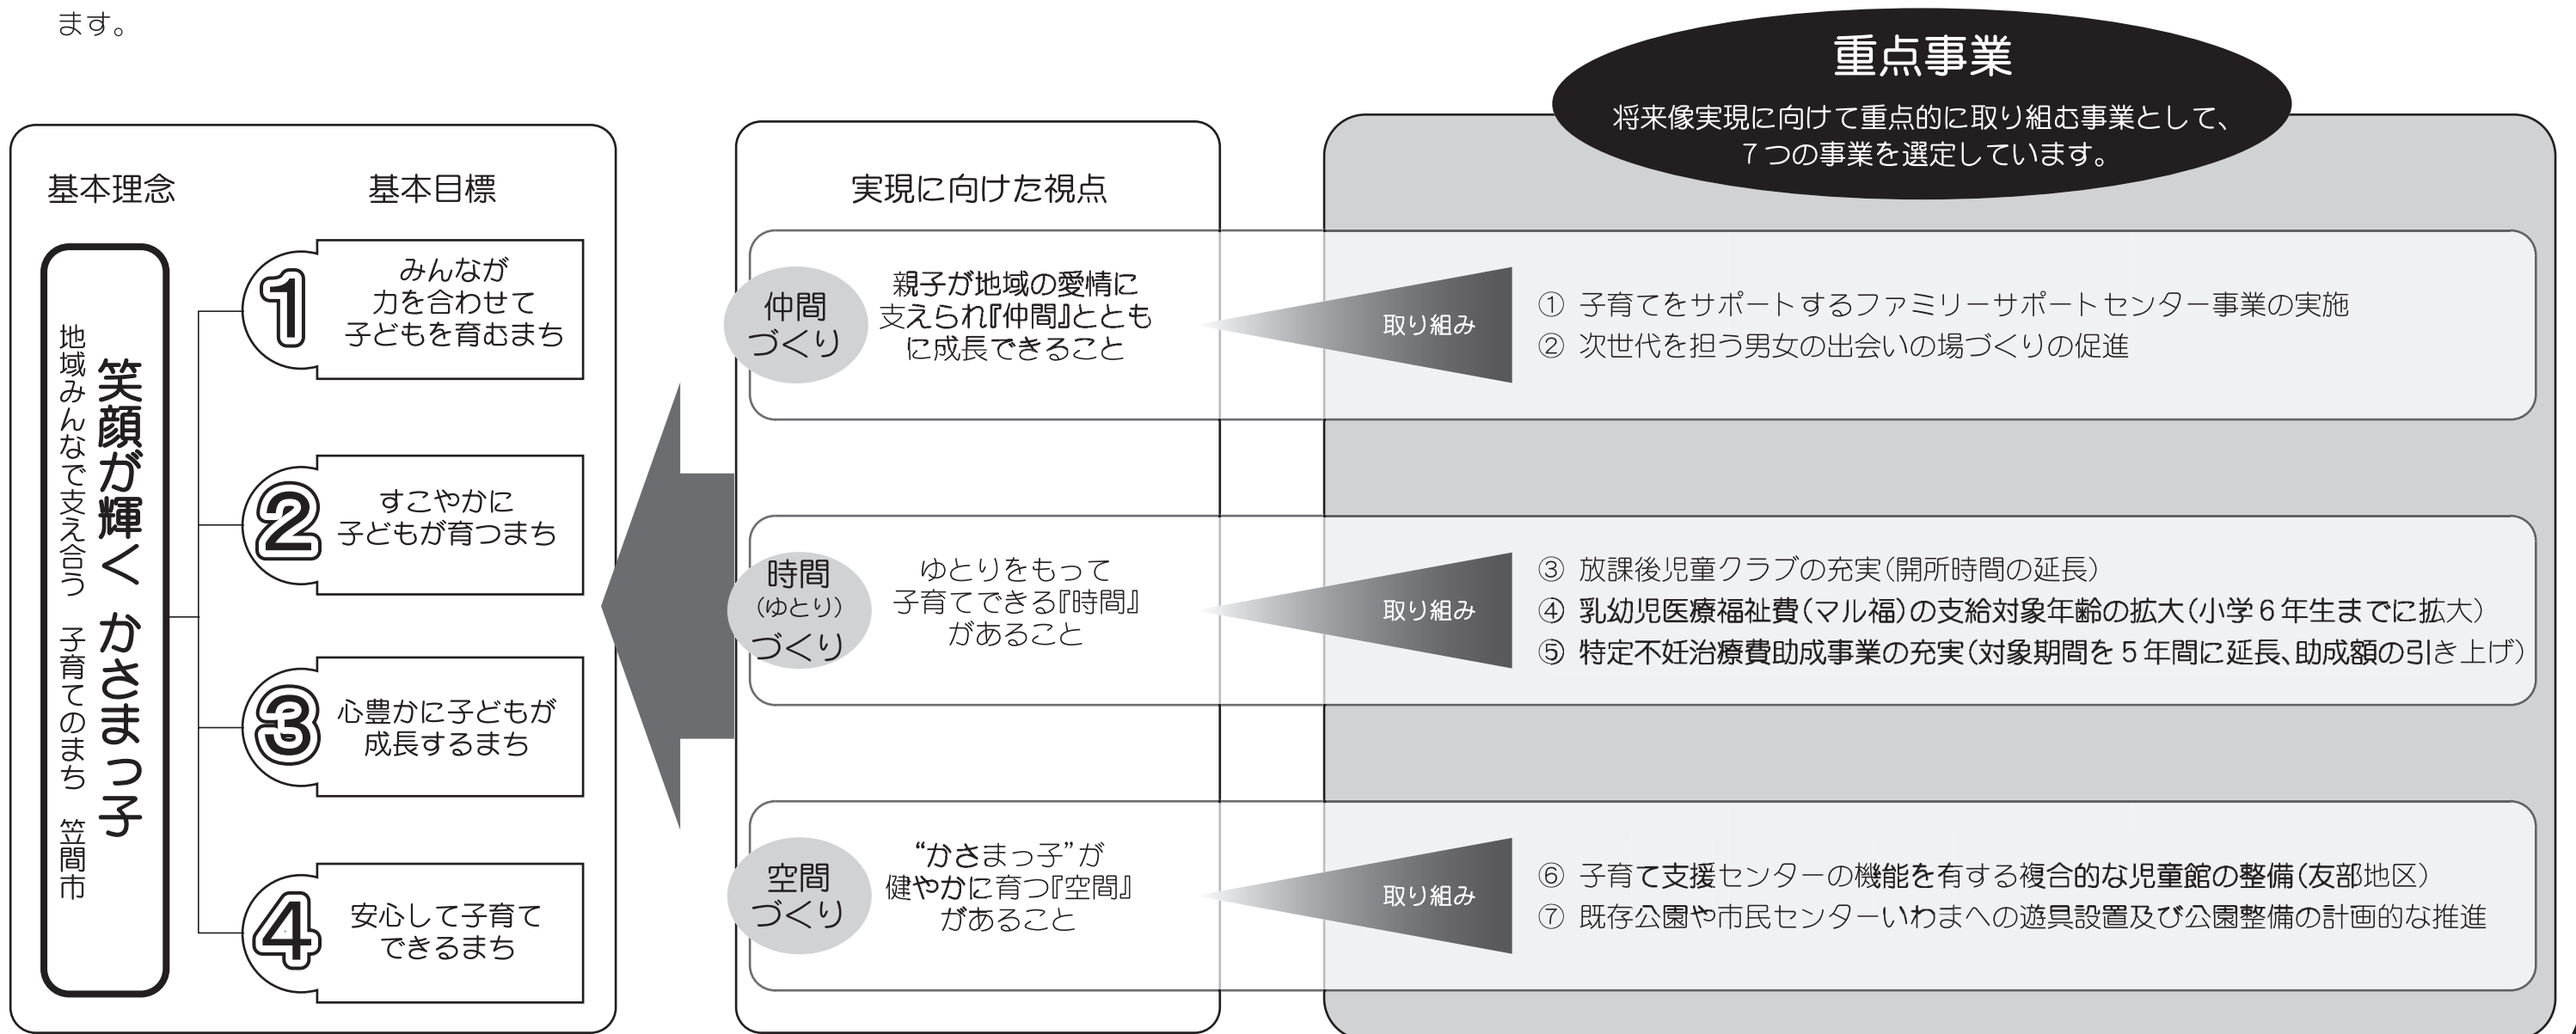 ます。
重点事業
将来像実現に向けて重点的に取り組む事業として、
７つの事業を選定しています。
基本理念
基本目標
笑顔が輝く かさまっ子
地域みんなで支え合う 子育てのまち 笠間市
1
みんなが
力を合わせて
子どもを育むまち
2
すこやかに
子どもが育つまち
3
心豊かに子どもが
成長するまち
4
安心して子育て
できるまち
実現に向けた視点
仲間
づくり
親子が地域の愛情に
支えられ『仲間』ととも
に成長できること
取り組み
① 子育てをサポートするファミリーサポートセンター事業の実施
② 次世代を担う男女の出会いの場づくりの促進
時間
（ゆとり）
づくり
ゆとりをもって
子育てできる『時間』
があること
取り組み
③ 放課後児童クラブの充実（開所時間の延長）
④ 乳幼児医療福祉費（マル福）の支給対象年齢の拡大（小学６年生までに拡大）
⑤ 特定不妊治療費助成事業の充実（対象期間を５年間に延長、助成額の引き上げ）
空間
づくり
“かさまっ子”が
健やかに育つ『空間』
があること
取り組み
⑥ 子育て支援センターの機能を有する複合的な児童館の整備（友部地区）
⑦ 既存公園や市民センターいわまへの遊具設置及び公園整備の計画的な推進